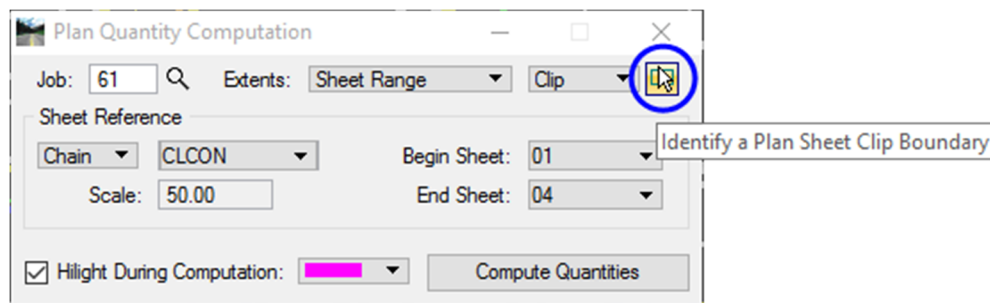 Plan Quantity Computation
Job: 61 Extents: Sheet Range Clip
Identify a Plan Sheet Clip Boundary
Sheet Reference
Chain CLCON Begin Sheet: 01
Scale: 50.00 End Sheet: 04
Hilight During Computation: Compute Quantities